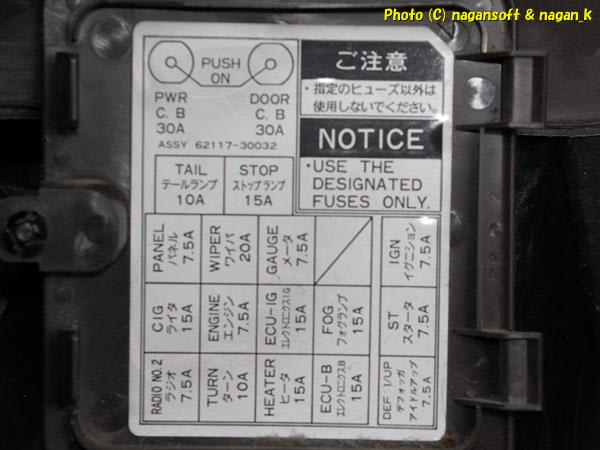 Photo (C) nagansoft & nagan_k
PUSH
ON
PWR
C. B
30A
DOOR
C. B
30A
ASSY 62117-30032
ご注意
・指定のヒューズ以外は
使用しないでください。
NOTICE
・USE THE
DESIGNATED
FUSES ONLY.
TAIL
テールランプ
10A
STOP
ストップランプ
15A
PANEL
パネル
7.5A
WIPER
ワイパ
20A
GAUGE
メータ
7.5A
IGN
イグニション
7.5A
CIG
ライタ
15A
ENGINE
エンジン
7.5A
ECU-IG
エレクトロニクスIG
15A
FOG
フォグランプ
15A
ST
スタータ
7.5A
RADIO NO.2
ラジオ
7.5A
TURN
ターン
10A
HEATER
ヒータ
15A
ECU-B
エレクトロニクスB
15A
DEF I/UP
デフォッガ
アイドルアップ
7.5A